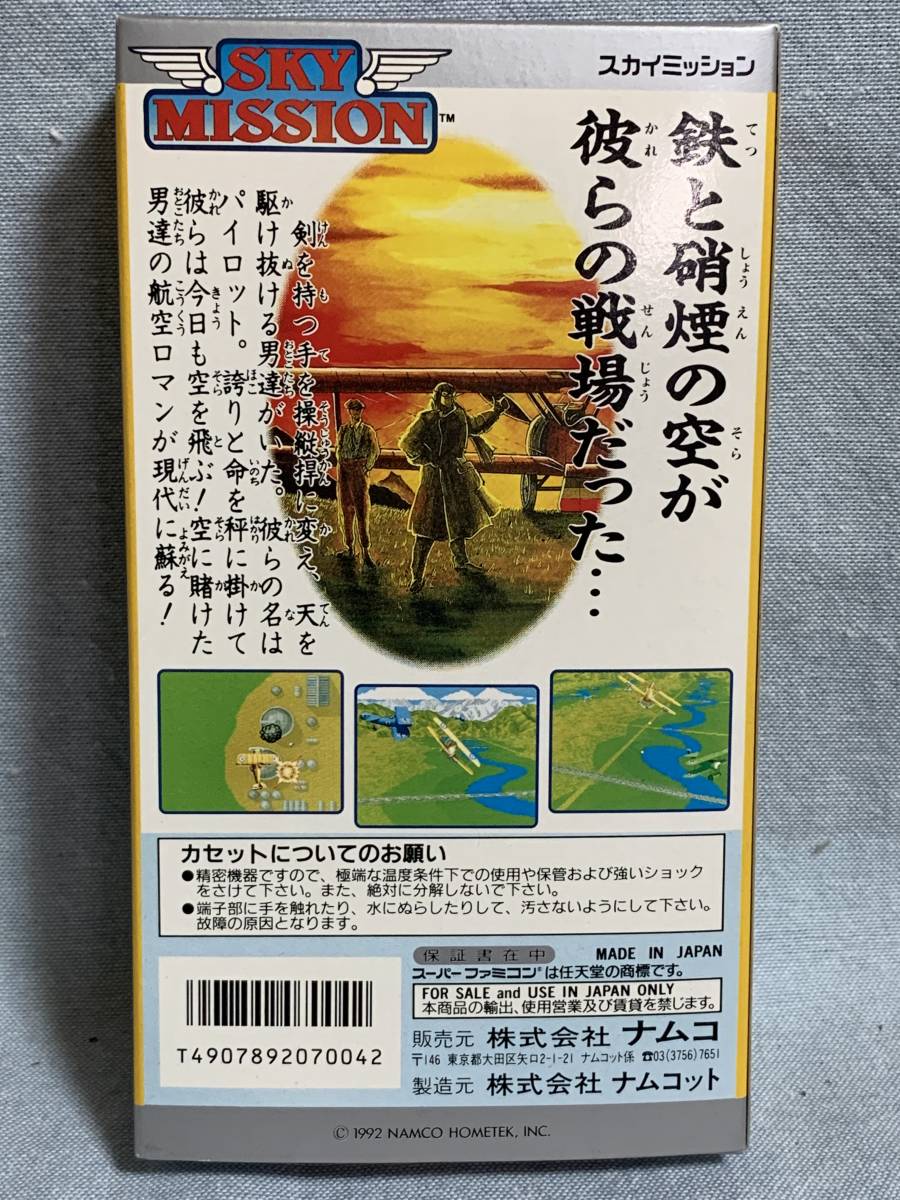 SKY
MISSION™
スカイミッション
鉄と硝煙の空が
彼らの戦場だった…
剣を持つ手を操縦捍に変え、天を
駆け抜ける男達がいた。彼らの名は
パイロット。誇りと命を秤に掛けて
彼らは今日も空を飛ぶ！空に賭けた
男達の航空ロマンが現代に蘇る！
カセットについてのお願い
●精密機器ですので、極端な温度条件下での使用や保管および強いショック
をさけて下さい。また、絶対に分解しないで下さい。
●端子部に手を触れたり、水にぬらしたりして、汚さないようにして下さい。
故障の原因となります。
保証書在中
MADE IN JAPAN
スーパーファミコン®は任天堂の商標です。
FOR SALE and USE IN JAPAN ONLY
本商品の輸出、使用営業及び賃貸を禁じます。
販売元 株式会社 ナムコ
〒146 東京都大田区矢口2-1-21 ナムコット係 ☎03(3756)7651
製造元 株式会社 ナムコット
T4907892070042
© 1992 NAMCO HOMETEK, INC.